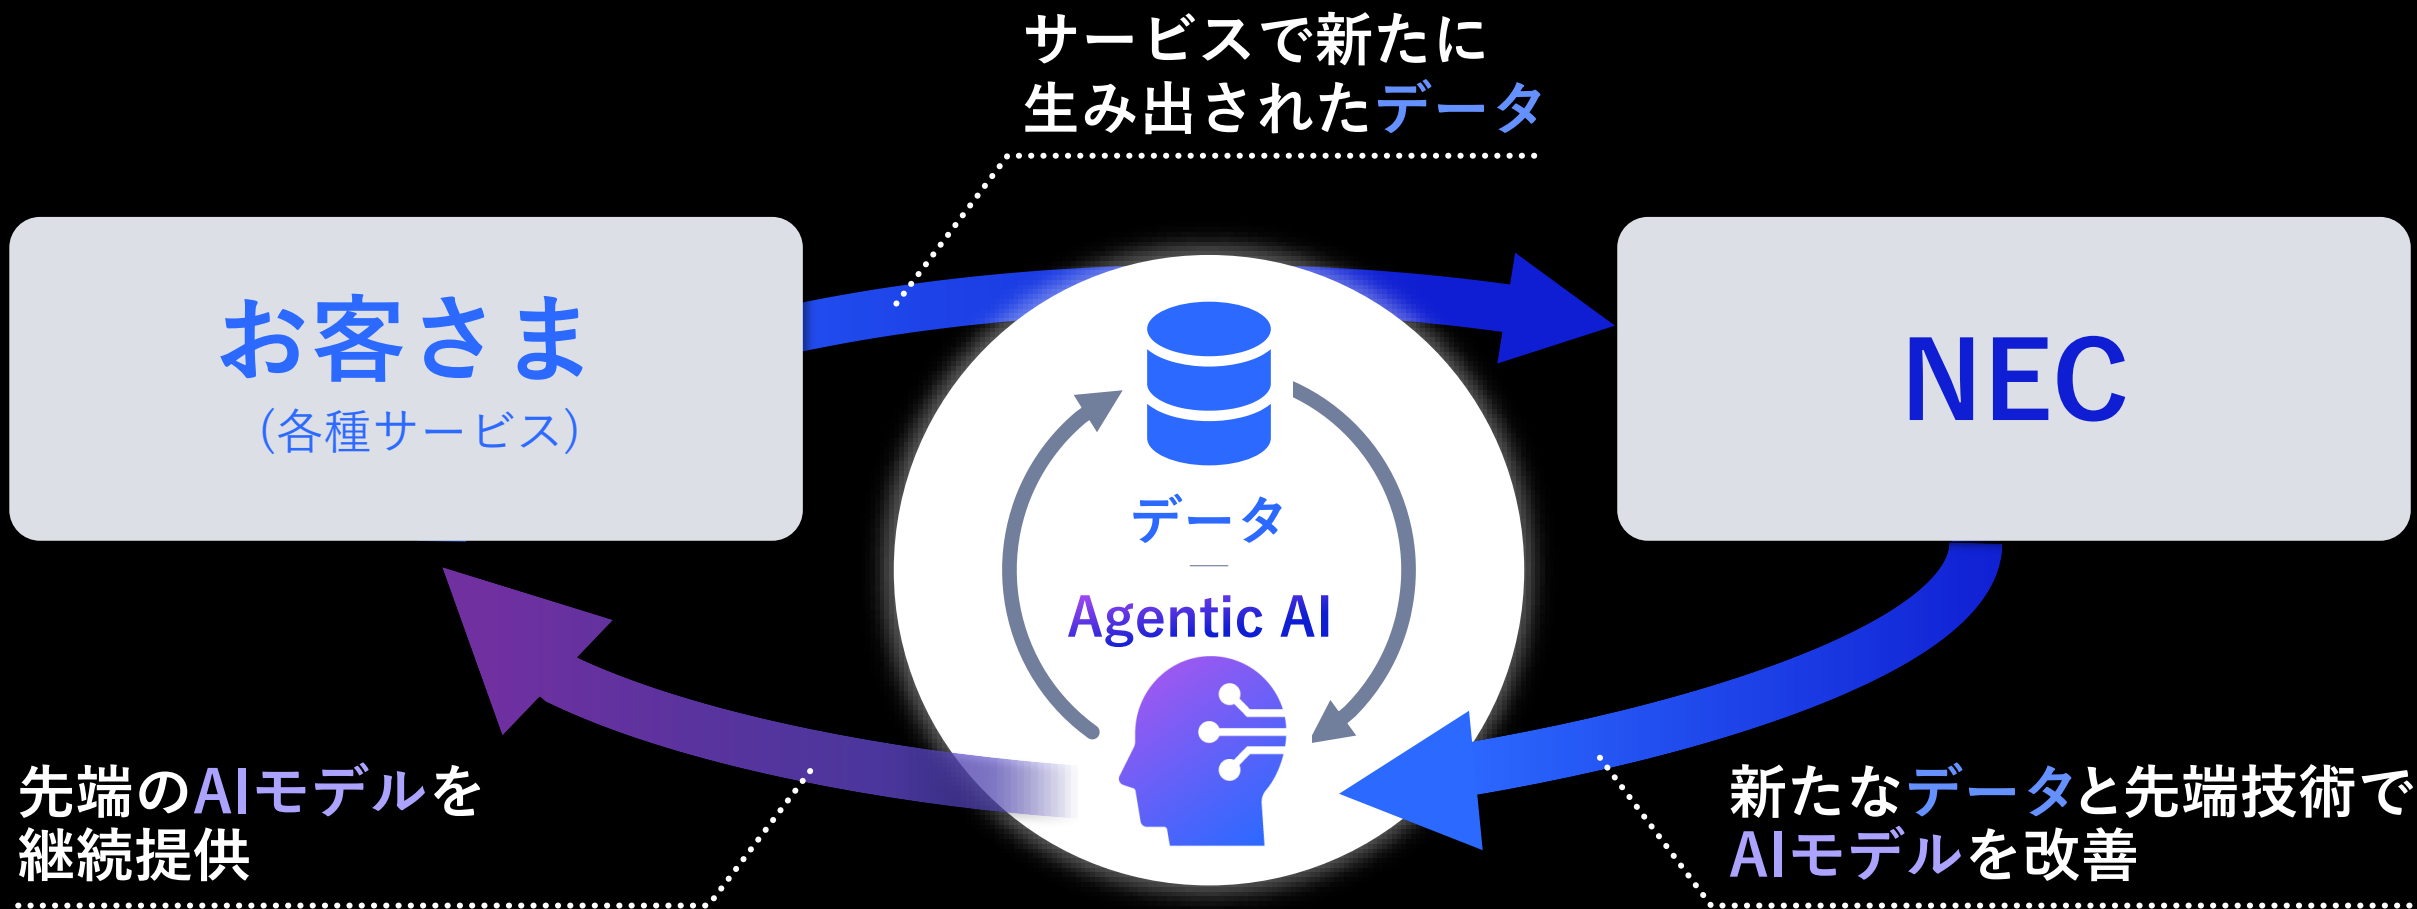 サービスで新たに
生み出されたデータ
お客さま
（各種サービス）
NEC
データ
Agentic AI
先端のAIモデルを
継続提供
新たなデータと先端技術で
AIモデルを改善